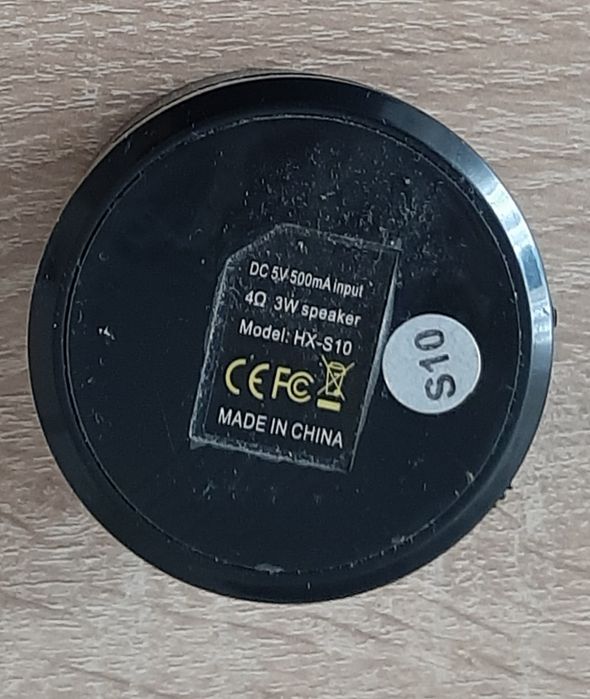 DC 5V 500mA input
4Ω 3W speaker
Model: HX-S10
CE FC
MADE IN CHINA
S10